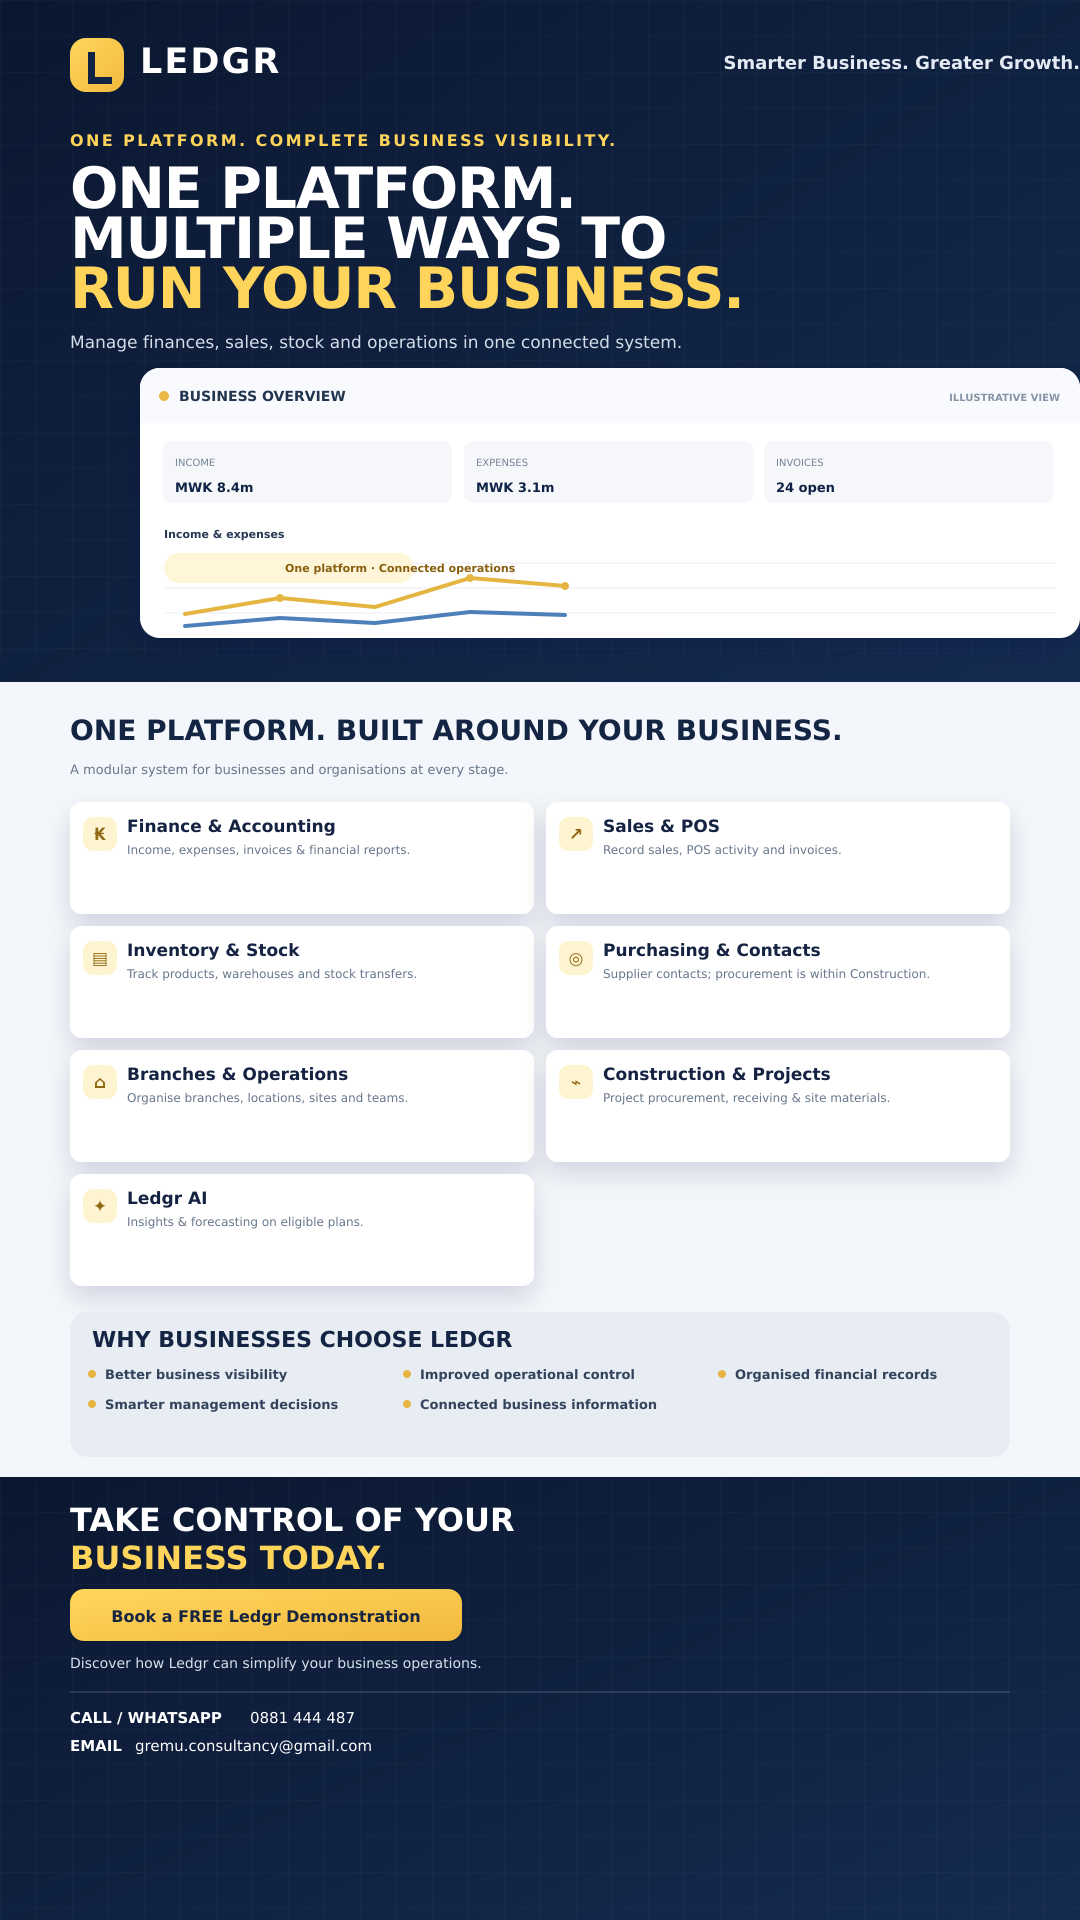 LEDGR
Smarter Business. Greater Growth.
ONE PLATFORM. COMPLETE BUSINESS VISIBILITY.
ONE PLATFORM.
MULTIPLE WAYS TO
RUN YOUR BUSINESS.
Manage finances, sales, stock and operations in one connected system.
BUSINESS OVERVIEW
ILLUSTRATIVE VIEW
INCOME
MWK 8.4m
EXPENSES
MWK 3.1m
INVOICES
24 open
Income & expenses
One platform · Connected operations
ONE PLATFORM. BUILT AROUND YOUR BUSINESS.
A modular system for businesses and organisations at every stage.
₭ Finance & Accounting
Income, expenses, invoices & financial reports.
Sales & POS
Record sales, POS activity and invoices.
Inventory & Stock
Track products, warehouses and stock transfers.
Purchasing & Contacts
Supplier contacts; procurement is within Construction.
Branches & Operations
Organise branches, locations, sites and teams.
Construction & Projects
Project procurement, receiving & site materials.
Ledgr AI
Insights & forecasting on eligible plans.
WHY BUSINESSES CHOOSE LEDGR
Better business visibility
Improved operational control
Organised financial records
Smarter management decisions
Connected business information
TAKE CONTROL OF YOUR
BUSINESS TODAY.
Book a FREE Ledgr Demonstration
Discover how Ledgr can simplify your business operations.
CALL / WHATSAPP 0881 444 487
EMAIL gremu.consultancy@gmail.com